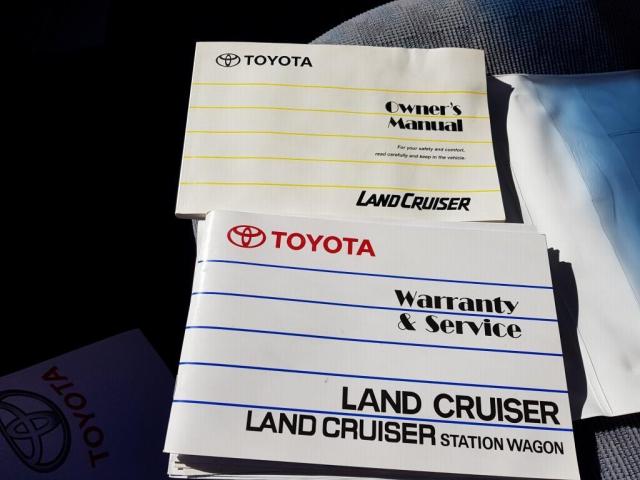 TOYOTA
Owner's
Manual
For your safety and comfort,
read carefully and keep in the vehicle.
LAND CRUISER
TOYOTA
Warranty
& Service
LAND CRUISER
LAND CRUISER STATION WAGON
TOYOTA